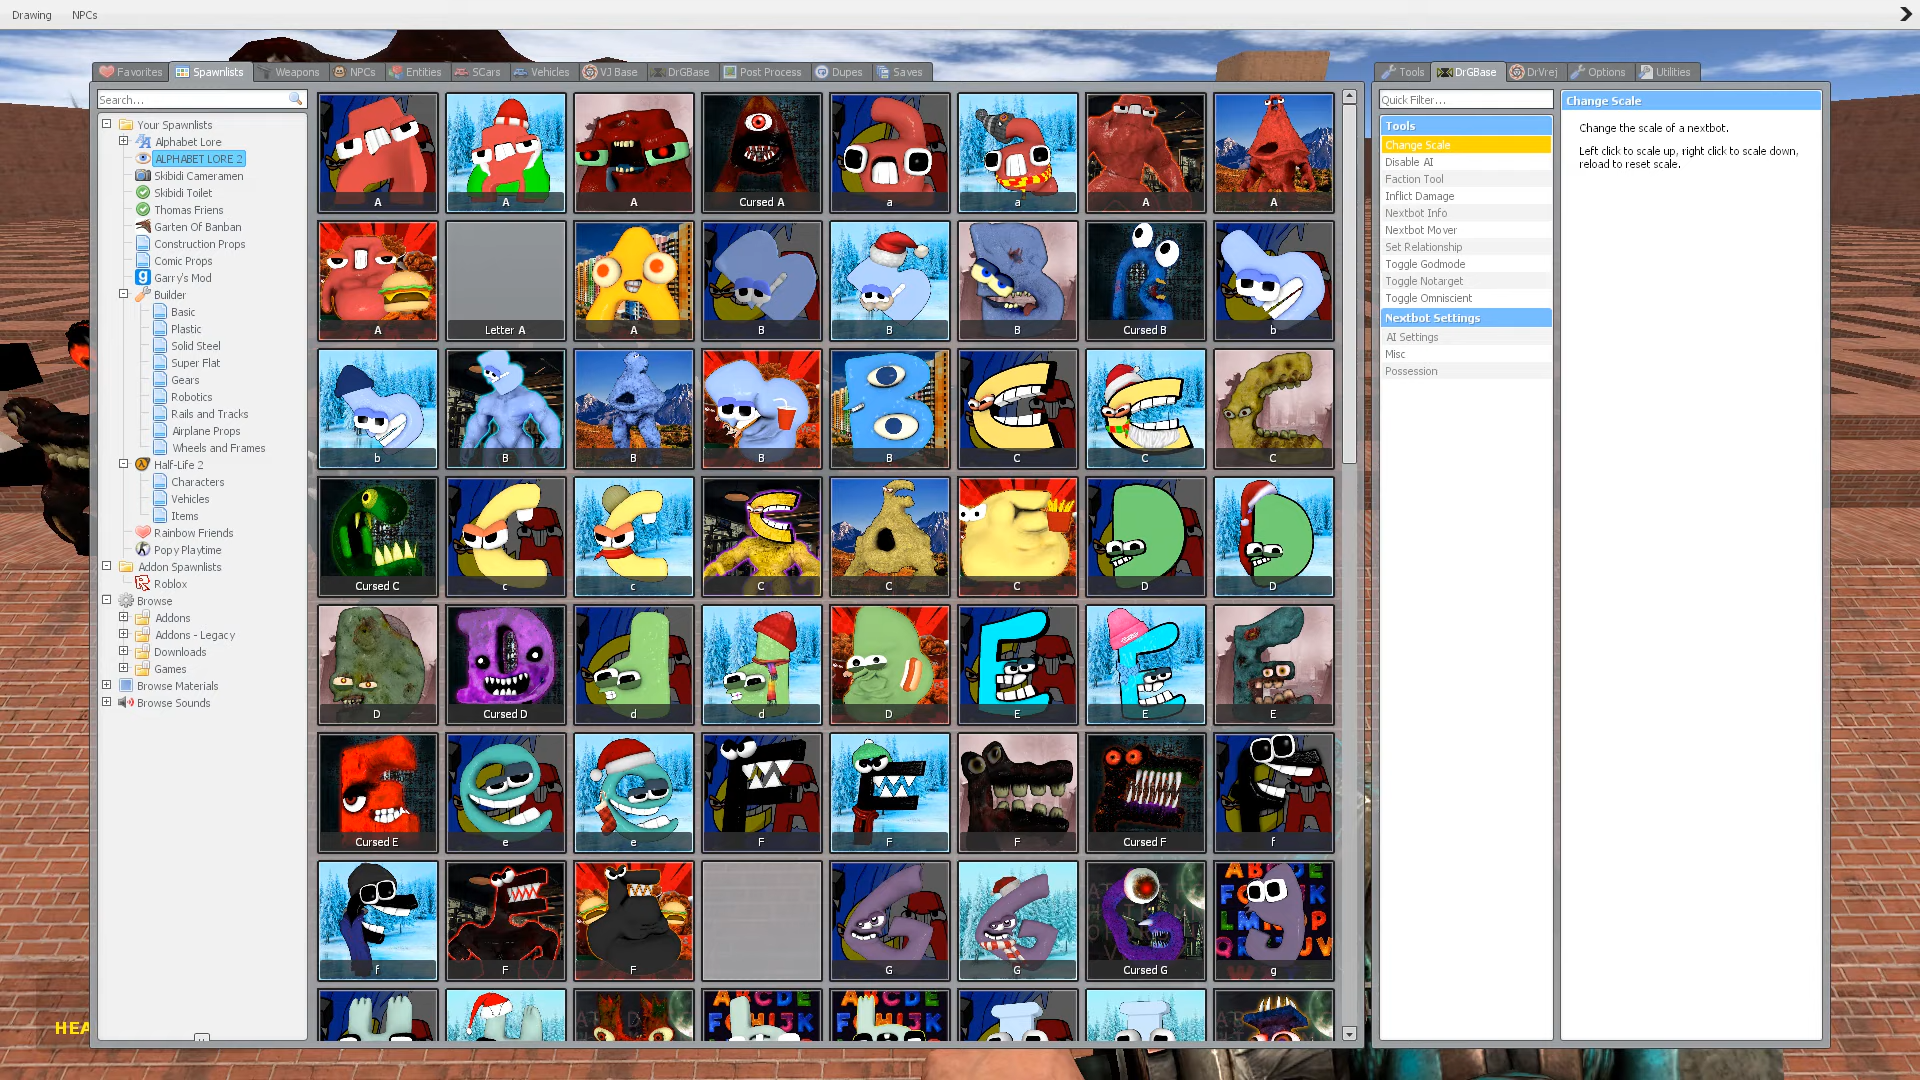 Drawing NPCs
Favorites Spawnlists Weapons NPCs Entities SCars Vehicles VJ Base DrGBase Post Process Dupes Saves
Tools DrGBase DrVrej Options Utilities
Search...
Your Spawnlists
Alphabet Lore
ALPHABET LORE 2
Skibidi Cameramen
Skibidi Toilet
Thomas Friens
Garten Of Banban
Construction Props
Comic Props
Garry's Mod
Builder
Basic
Plastic
Solid Steel
Super Flat
Gears
Robotics
Rails and Tracks
Airplane Props
Wheels and Frames
Half-Life 2
Characters
Vehicles
Items
Rainbow Friends
Popy Playtime
Addon Spawnlists
Roblox
Browse
Addons
Addons - Legacy
Downloads
Games
Browse Materials
Browse Sounds
A A A Cursed A a a A A
A Letter A A B B B Cursed B b
b B B B B C C C
Cursed C c c C C C D D
D Cursed D d d D E E E
Cursed E e e F F F Cursed F f
f F F G G Cursed G g
Quick Filter...
Tools
Change Scale
Disable AI
Faction Tool
Inflict Damage
Nextbot Info
Nextbot Mover
Set Relationship
Toggle Godmode
Toggle Notarget
Toggle Omniscient
Nextbot Settings
AI Settings
Misc
Possession
Change Scale
Change the scale of a nextbot.
Left click to scale up, right click to scale down,
reload to reset scale.
HEA